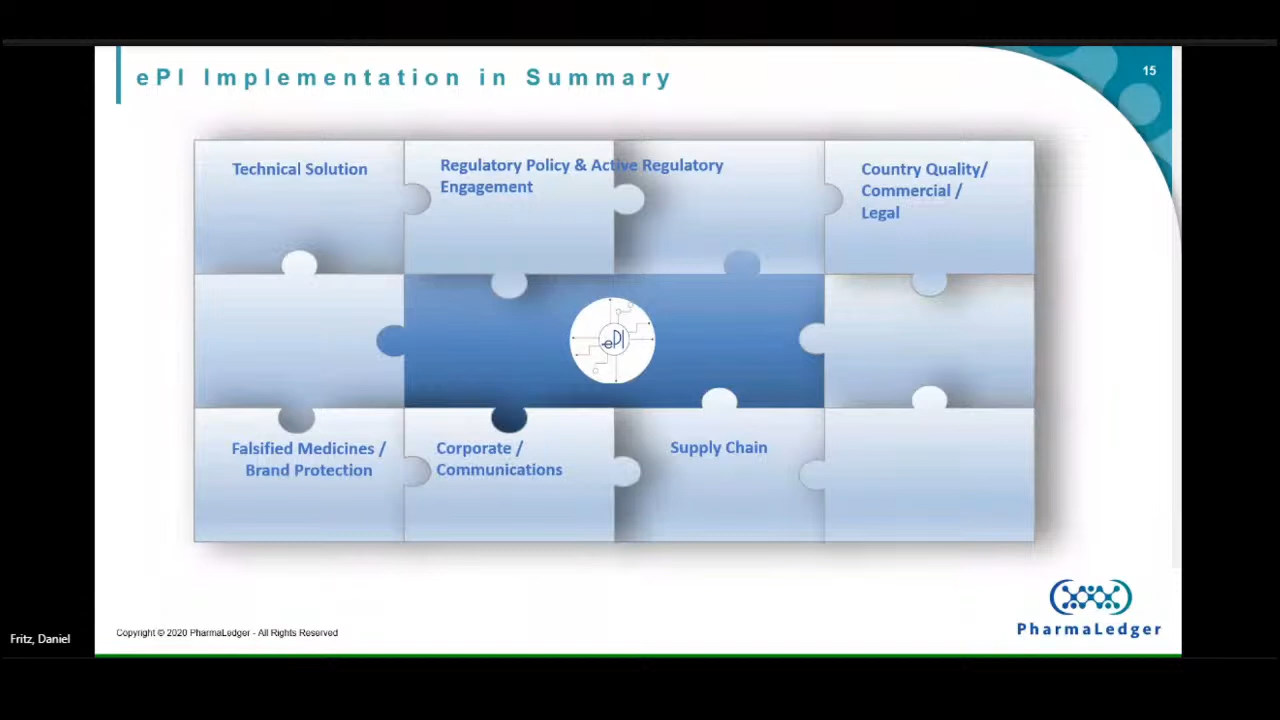 ePI Implementation in Summary
15
Technical Solution
Regulatory Policy & Active Regulatory
Engagement
Country Quality/
Commercial /
Legal
ePI
Falsified Medicines /
Brand Protection
Corporate /
Communications
Supply Chain
Fritz, Daniel
Copyright © 2020 PharmaLedger - All Rights Reserved
PharmaLedger